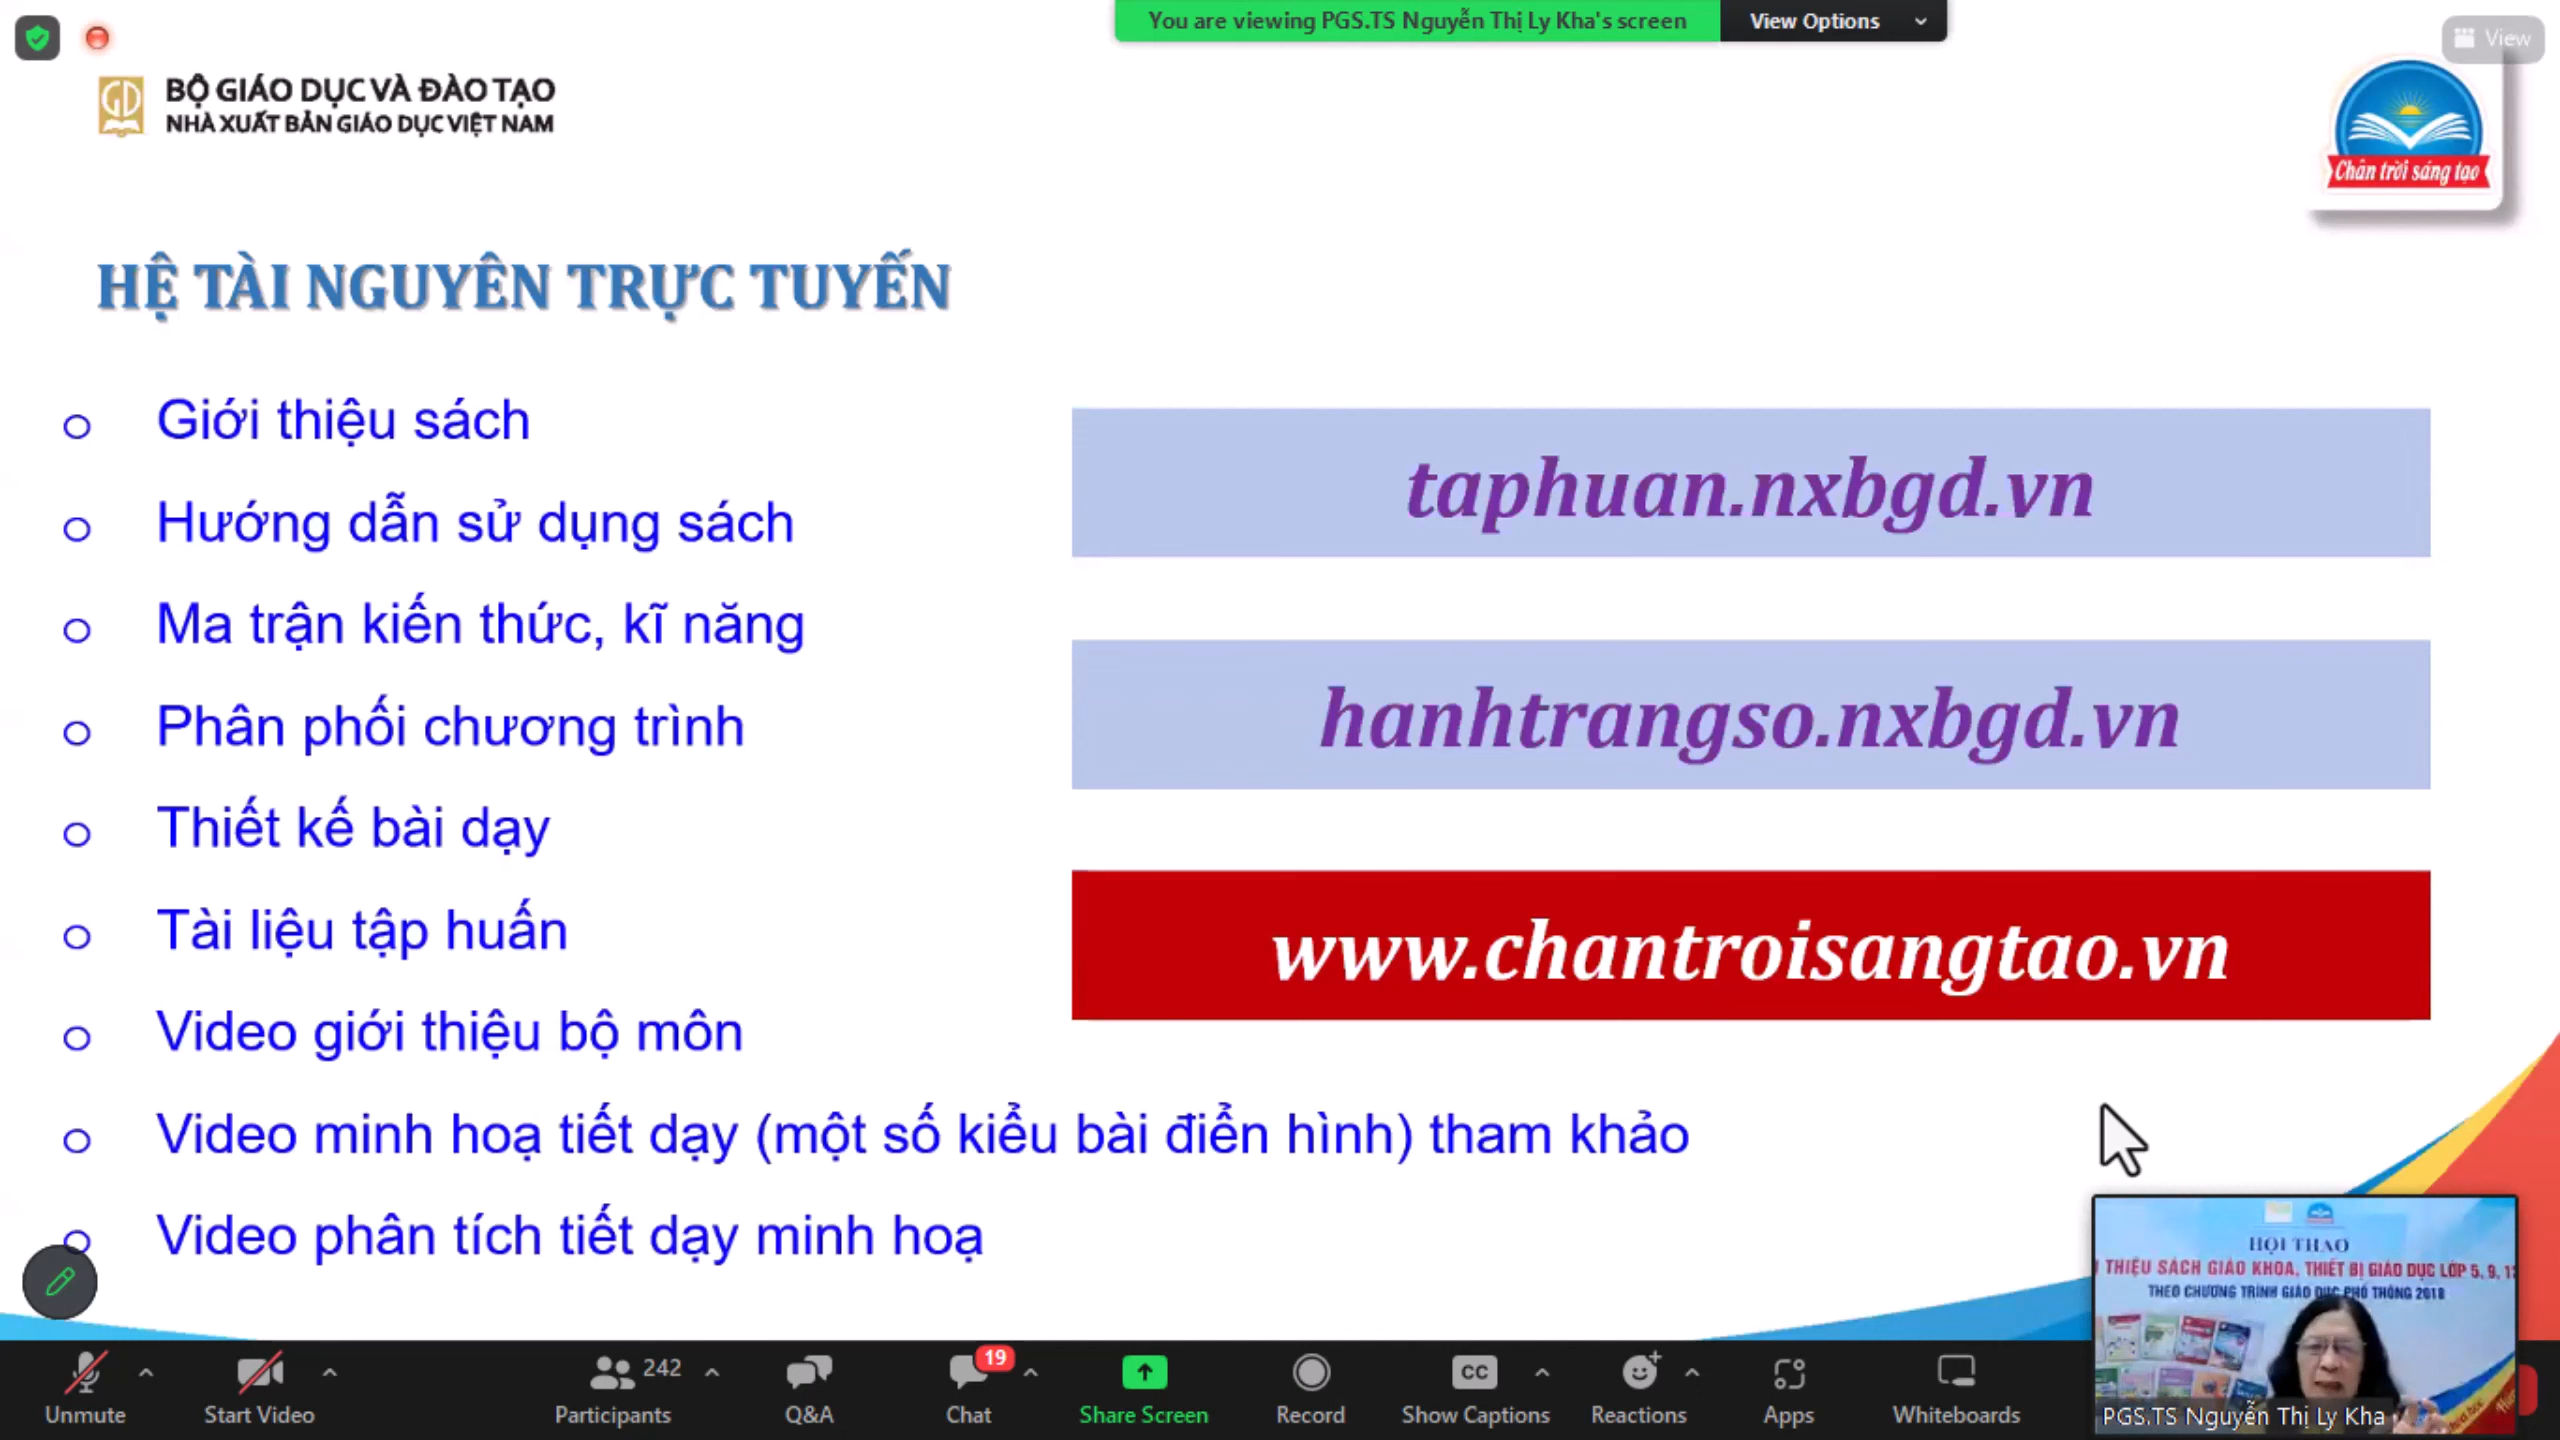 You are viewing PGS.TS Nguyễn Thị Ly Kha's screen
View Options
View
BỘ GIÁO DỤC VÀ ĐÀO TẠO
NHÀ XUẤT BẢN GIÁO DỤC VIỆT NAM
Chân trời sáng tạo
HỆ TÀI NGUYÊN TRỰC TUYẾN
Giới thiệu sách
Hướng dẫn sử dụng sách
Ma trận kiến thức, kĩ năng
Phân phối chương trình
Thiết kế bài dạy
Tài liệu tập huấn
Video giới thiệu bộ môn
Video minh hoạ tiết dạy (một số kiểu bài điển hình) tham khảo
Video phân tích tiết dạy minh hoạ
taphuan.nxbgd.vn
hanhtrangso.nxbgd.vn
www.chantroisangtao.vn
HỘI THẢO
THIỆU SÁCH GIÁO KHOA, THIẾT BỊ GIÁO DỤC LỚP 5, 9, 12
THEO CHƯƠNG TRÌNH GIÁO DỤC PHỔ THÔNG 2018
PGS.TS Nguyễn Thị Ly Kha
Unmute
Start Video
242
Participants
Q&A
19
Chat
Share Screen
Record
CC
Show Captions
Reactions
Apps
Whiteboards